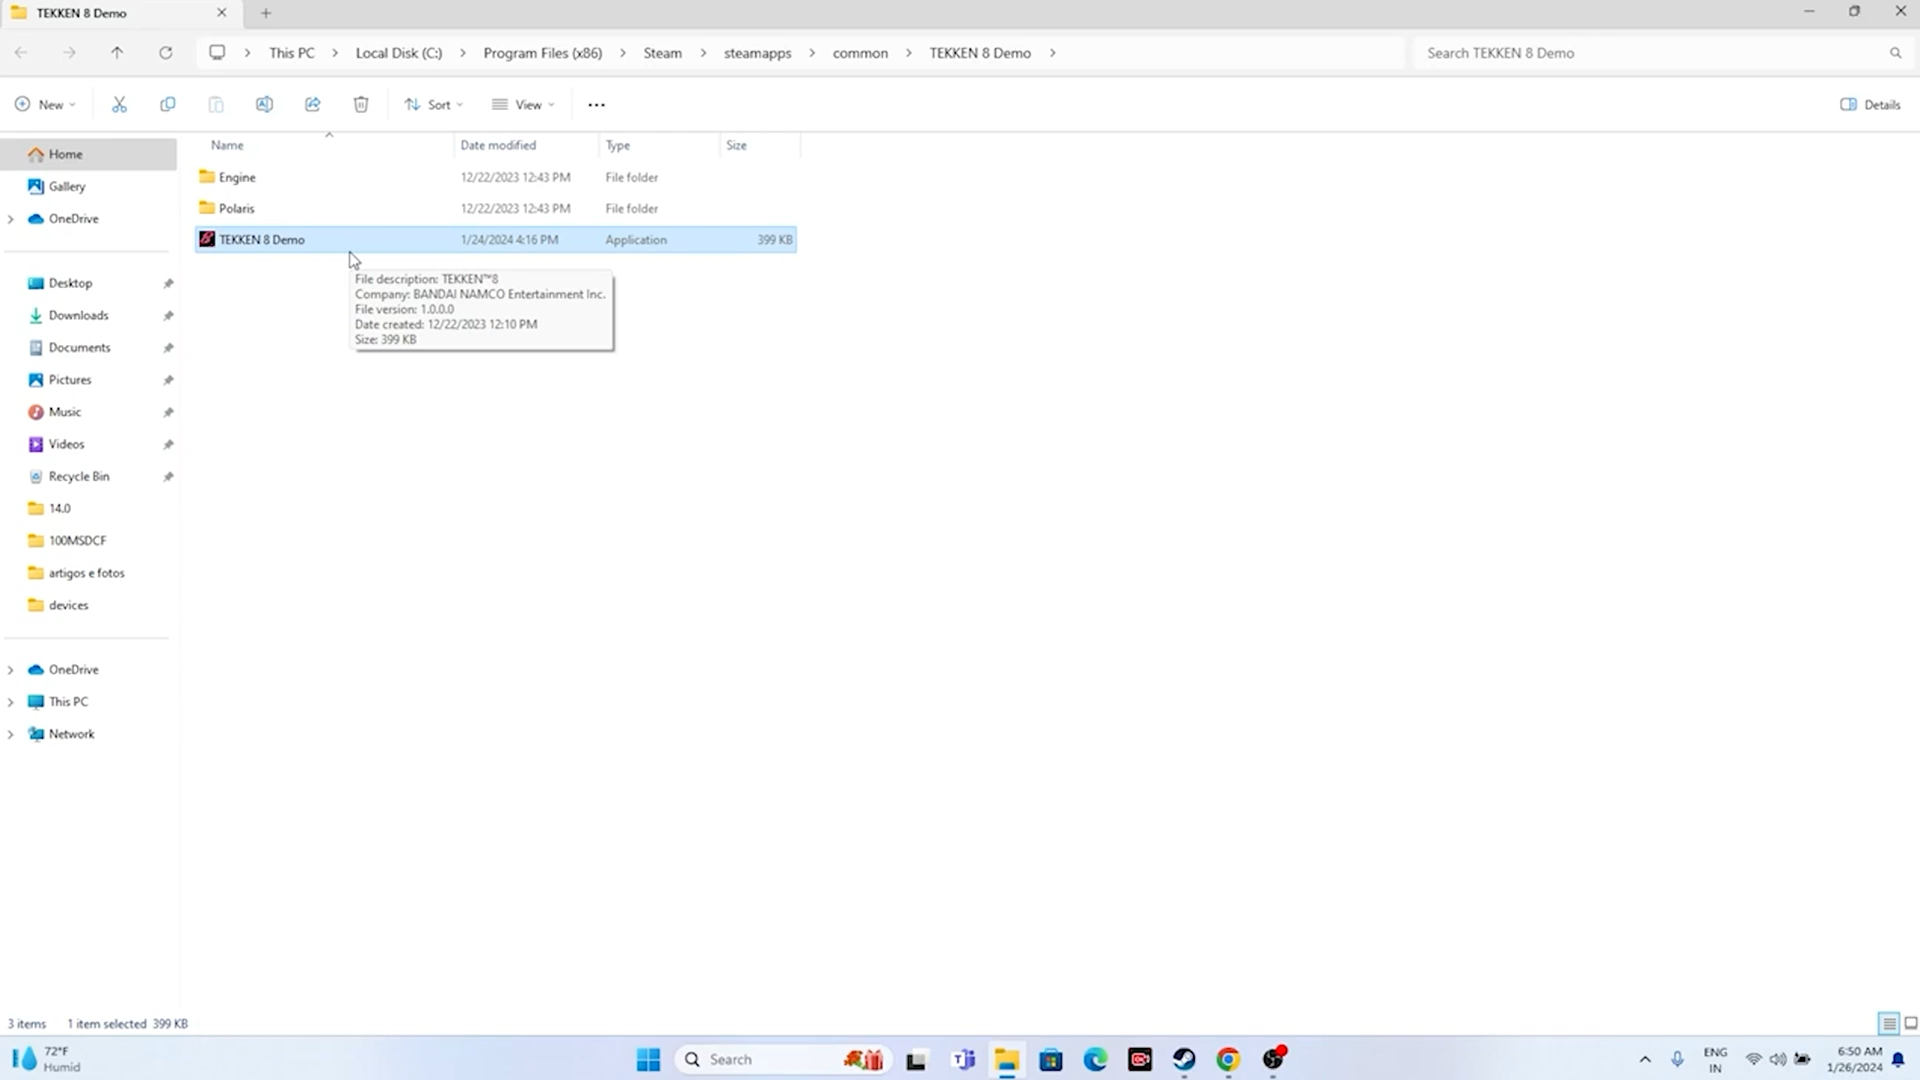 TEKKEN 8 Demo
This PC
Local Disk (C:)
Program Files (x86)
Steam
steamapps
common
TEKKEN 8 Demo
Search TEKKEN 8 Demo
New
Sort
View
Details
Name
Date modified
Type
Size
Engine 12/22/2023 12:43 PM File folder
Polaris 12/22/2023 12:43 PM File folder
TEKKEN 8 Demo 1/24/2024 4:16 PM Application 399 KB
File description: TEKKEN™8
Company: BANDAI NAMCO Entertainment Inc.
File version: 1.0.0.0
Date created: 12/22/2023 12:10 PM
Size: 399 KB
Home
Gallery
OneDrive
Desktop
Downloads
Documents
Pictures
Music
Videos
Recycle Bin
14.0
100MSDCF
artigos e fotos
devices
OneDrive
This PC
Network
3 items 1 item selected 399 KB
72°F
Humid
Search
ENG
IN
6:50 AM
1/26/2024